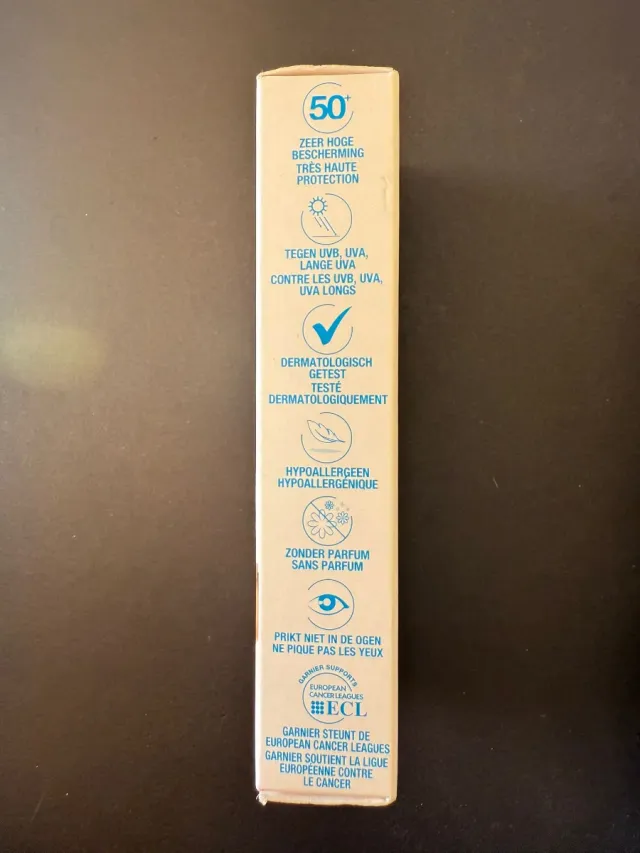 50+
ZEER HOGE
BESCHERMING
TRÈS HAUTE
PROTECTION
TEGEN UVB, UVA,
LANGE UVA
CONTRE LES UVB, UVA,
UVA LONGS
DERMATOLOGISCH
GETEST
TESTÉ
DERMATOLOGIQUEMENT
HYPOALLERGEEN
HYPOALLERGÉNIQUE
ZONDER PARFUM
SANS PARFUM
PRIKT NIET IN DE OGEN
NE PIQUE PAS LES YEUX
GARNIER SUPPORTS
EUROPEAN
CANCER LEAGUES
ECL
GARNIER STEUNT DE
EUROPEAN CANCER LEAGUES
GARNIER SOUTIENT LA LIGUE
EUROPÉENNE CONTRE
LE CANCER